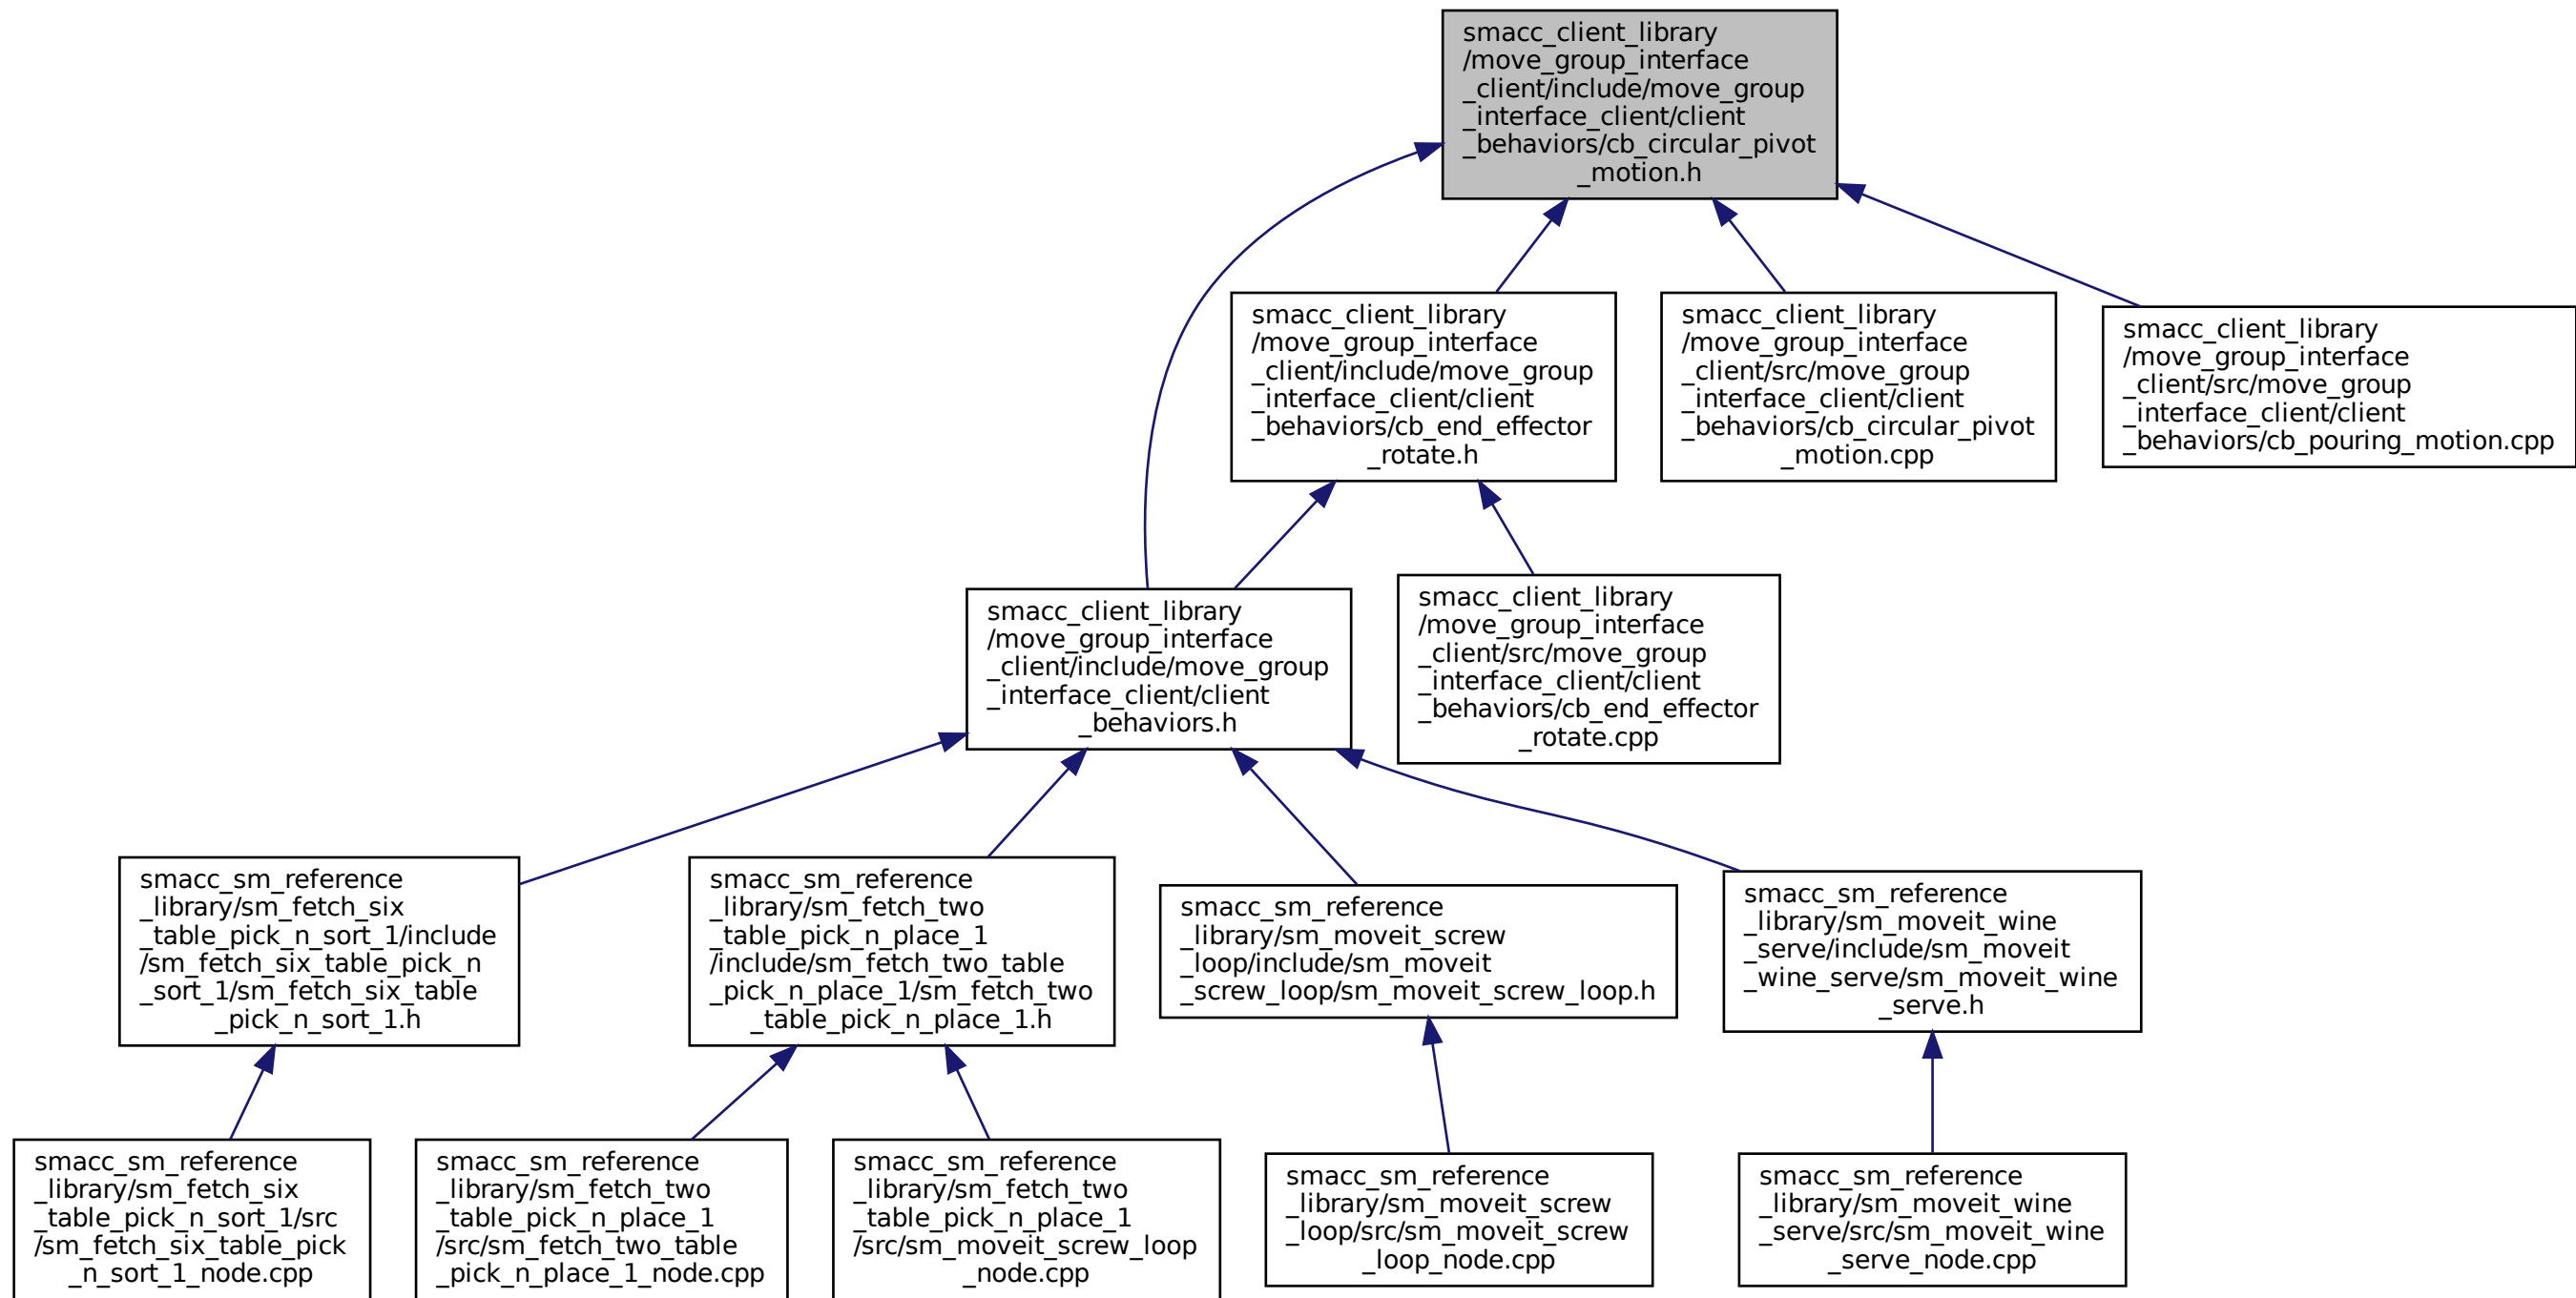 smacc_client_library
/move_group_interface
_client/include/move_group
_interface_client/client
_behaviors/cb_circular_pivot
_motion.h
smacc_client_library
/move_group_interface
_client/include/move_group
_interface_client/client
_behaviors/cb_end_effector
_rotate.h
smacc_client_library
/move_group_interface
_client/src/move_group
_interface_client/client
_behaviors/cb_circular_pivot
_motion.cpp
smacc_client_library
/move_group_interface
_client/src/move_group
_interface_client/client
_behaviors/cb_pouring_motion.cpp
smacc_client_library
/move_group_interface
_client/include/move_group
_interface_client/client
_behaviors.h
smacc_client_library
/move_group_interface
_client/src/move_group
_interface_client/client
_behaviors/cb_end_effector
_rotate.cpp
smacc_sm_reference
_library/sm_fetch_six
_table_pick_n_sort_1/include
/sm_fetch_six_table_pick_n
_sort_1/sm_fetch_six_table
_pick_n_sort_1.h
smacc_sm_reference
_library/sm_fetch_two
_table_pick_n_place_1
/include/sm_fetch_two_table
_pick_n_place_1/sm_fetch_two
_table_pick_n_place_1.h
smacc_sm_reference
_library/sm_moveit_screw
_loop/include/sm_moveit
_screw_loop/sm_moveit_screw_loop.h
smacc_sm_reference
_library/sm_moveit_wine
_serve/include/sm_moveit
_wine_serve/sm_moveit_wine
_serve.h
smacc_sm_reference
_library/sm_fetch_six
_table_pick_n_sort_1/src
/sm_fetch_six_table_pick
_n_sort_1_node.cpp
smacc_sm_reference
_library/sm_fetch_two
_table_pick_n_place_1
/src/sm_fetch_two_table
_pick_n_place_1_node.cpp
smacc_sm_reference
_library/sm_fetch_two
_table_pick_n_place_1
/src/sm_moveit_screw_loop
_node.cpp
smacc_sm_reference
_library/sm_moveit_screw
_loop/src/sm_moveit_screw
_loop_node.cpp
smacc_sm_reference
_library/sm_moveit_wine
_serve/src/sm_moveit_wine
_serve_node.cpp